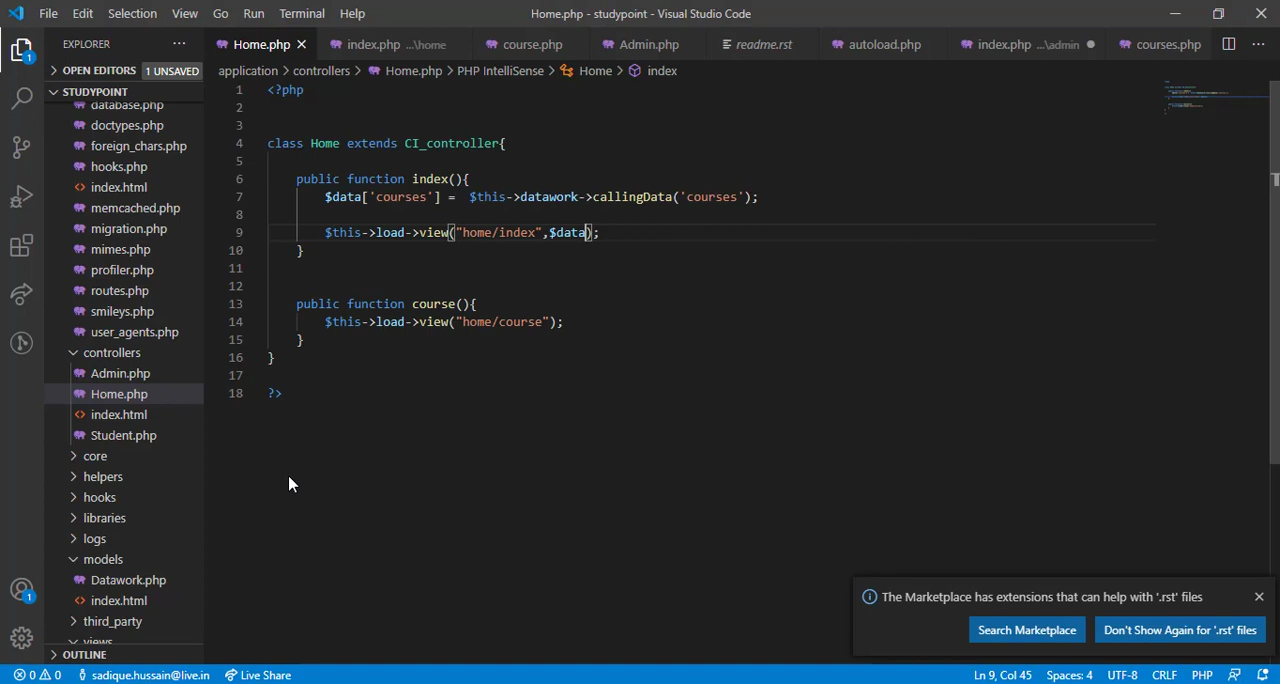 File Edit Selection View Go Run Terminal Help
Home.php - studypoint - Visual Studio Code
EXPLORER ···
Home.php index.php ...\home course.php Admin.php readme.rst autoload.php index.php ...\admin courses.php ···
OPEN EDITORS 1 UNSAVED
application > controllers > Home.php > PHP IntelliSense > Home > index
STUDYPOINT
database.php
doctypes.php
foreign_chars.php
hooks.php
index.html
memcached.php
migration.php
mimes.php
profiler.php
routes.php
smileys.php
user_agents.php
controllers
Admin.php
Home.php
index.html
Student.php
core
helpers
hooks
libraries
logs
models
Datawork.php
index.html
third_party
views
OUTLINE
1 <?php
2
3
4 class Home extends CI_controller{
5
6 public function index(){
7 $data['courses'] =  $this->datawork->callingData('courses');
8
9 $this->load->view("home/index",$data);
10 }
11
12
13 public function course(){
14 $this->load->view("home/course");
15 }
16 }
17
18 ?>
1
1
The Marketplace has extensions that can help with '.rst' files
Search Marketplace Don't Show Again for '.rst' files
0 0 sadique.hussain@live.in Live Share Ln 9, Col 45 Spaces: 4 UTF-8 CRLF PHP